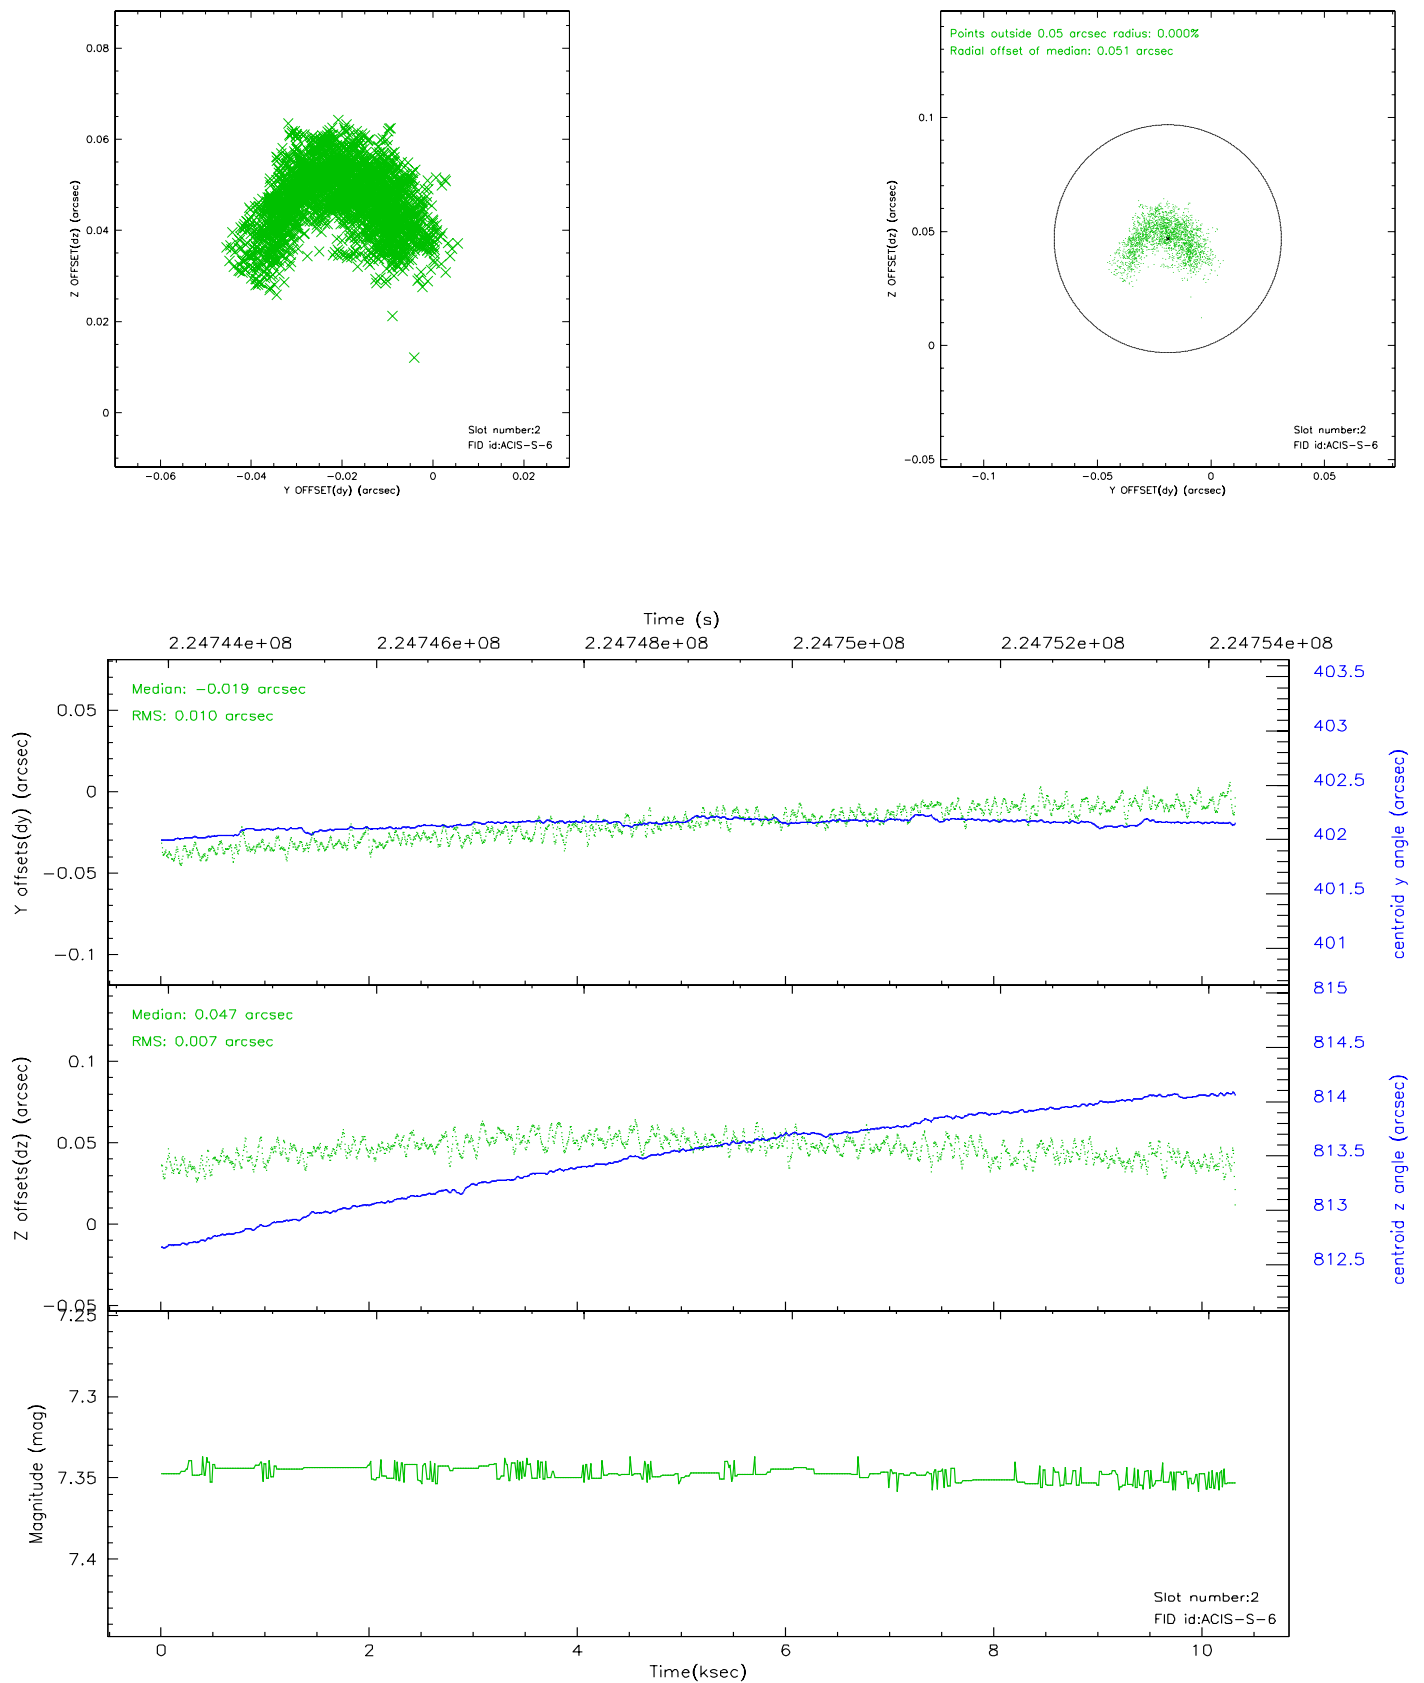 0.08
0.06
0.04
0.02
0
Z OFFSET(dz) (arcsec)
Slot number:2
FID id:ACIS-S-6
-0.06
-0.04
-0.02
0
0.02
Y OFFSET(dy) (arcsec)
Points outside 0.05 arcsec radius: 0.000%
Radial offset of median: 0.051 arcsec
0.1
0.05
0
-0.05
Z OFFSET(dz) (arcsec)
Slot number:2
FID id:ACIS-S-6
-0.1
-0.05
0
0.05
Y OFFSET(dy) (arcsec)
Time (s)
2.24744e+08
2.24746e+08
2.24748e+08
2.2475e+08
2.24752e+08
2.24754e+08
Median: -0.019 arcsec
RMS: 0.010 arcsec
0.05
0
-0.05
-0.1
Y offsets(dy) (arcsec)
403.5
403
402.5
402
401.5
401
centroid y angle (arcsec)
Median: 0.047 arcsec
RMS: 0.007 arcsec
0.1
0.05
0
-0.05
Z offsets(dz) (arcsec)
815
814.5
814
813.5
813
812.5
centroid z angle (arcsec)
7.25
7.3
7.35
7.4
Magnitude (mag)
Slot number:2
FID id:ACIS-S-6
0
2
4
6
8
10
Time(ksec)